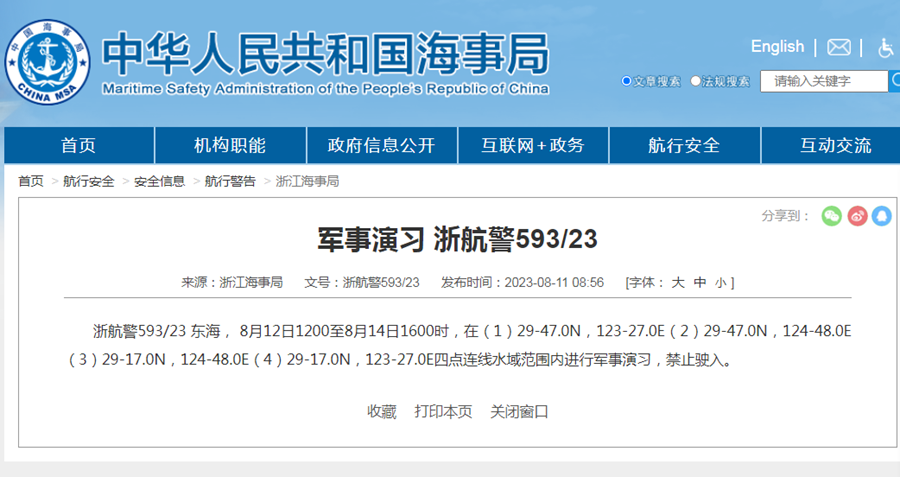 中国海事局
CHINA MSA
中华人民共和国海事局
Maritime Safety Administration of the People's Republic of China
English | |
文章搜索 法规搜索 请输入关键字
首页 机构职能 政府信息公开 互联网+政务 航行安全 互动交流
首页 > 航行安全 > 安全信息 > 航行警告 > 浙江海事局
分享到：
军事演习 浙航警593/23
来源：浙江海事局 文号：浙航警593/23 发布时间：2023-08-11 08:56 [字体： 大 中 小 ]
浙航警593/23 东海， 8月12日1200至8月14日1600时，在（1）29-47.0N，123-27.0E（2）29-47.0N，124-48.0E
（3）29-17.0N，124-48.0E（4）29-17.0N，123-27.0E四点连线水域范围内进行军事演习，禁止驶入。
收藏 打印本页 关闭窗口